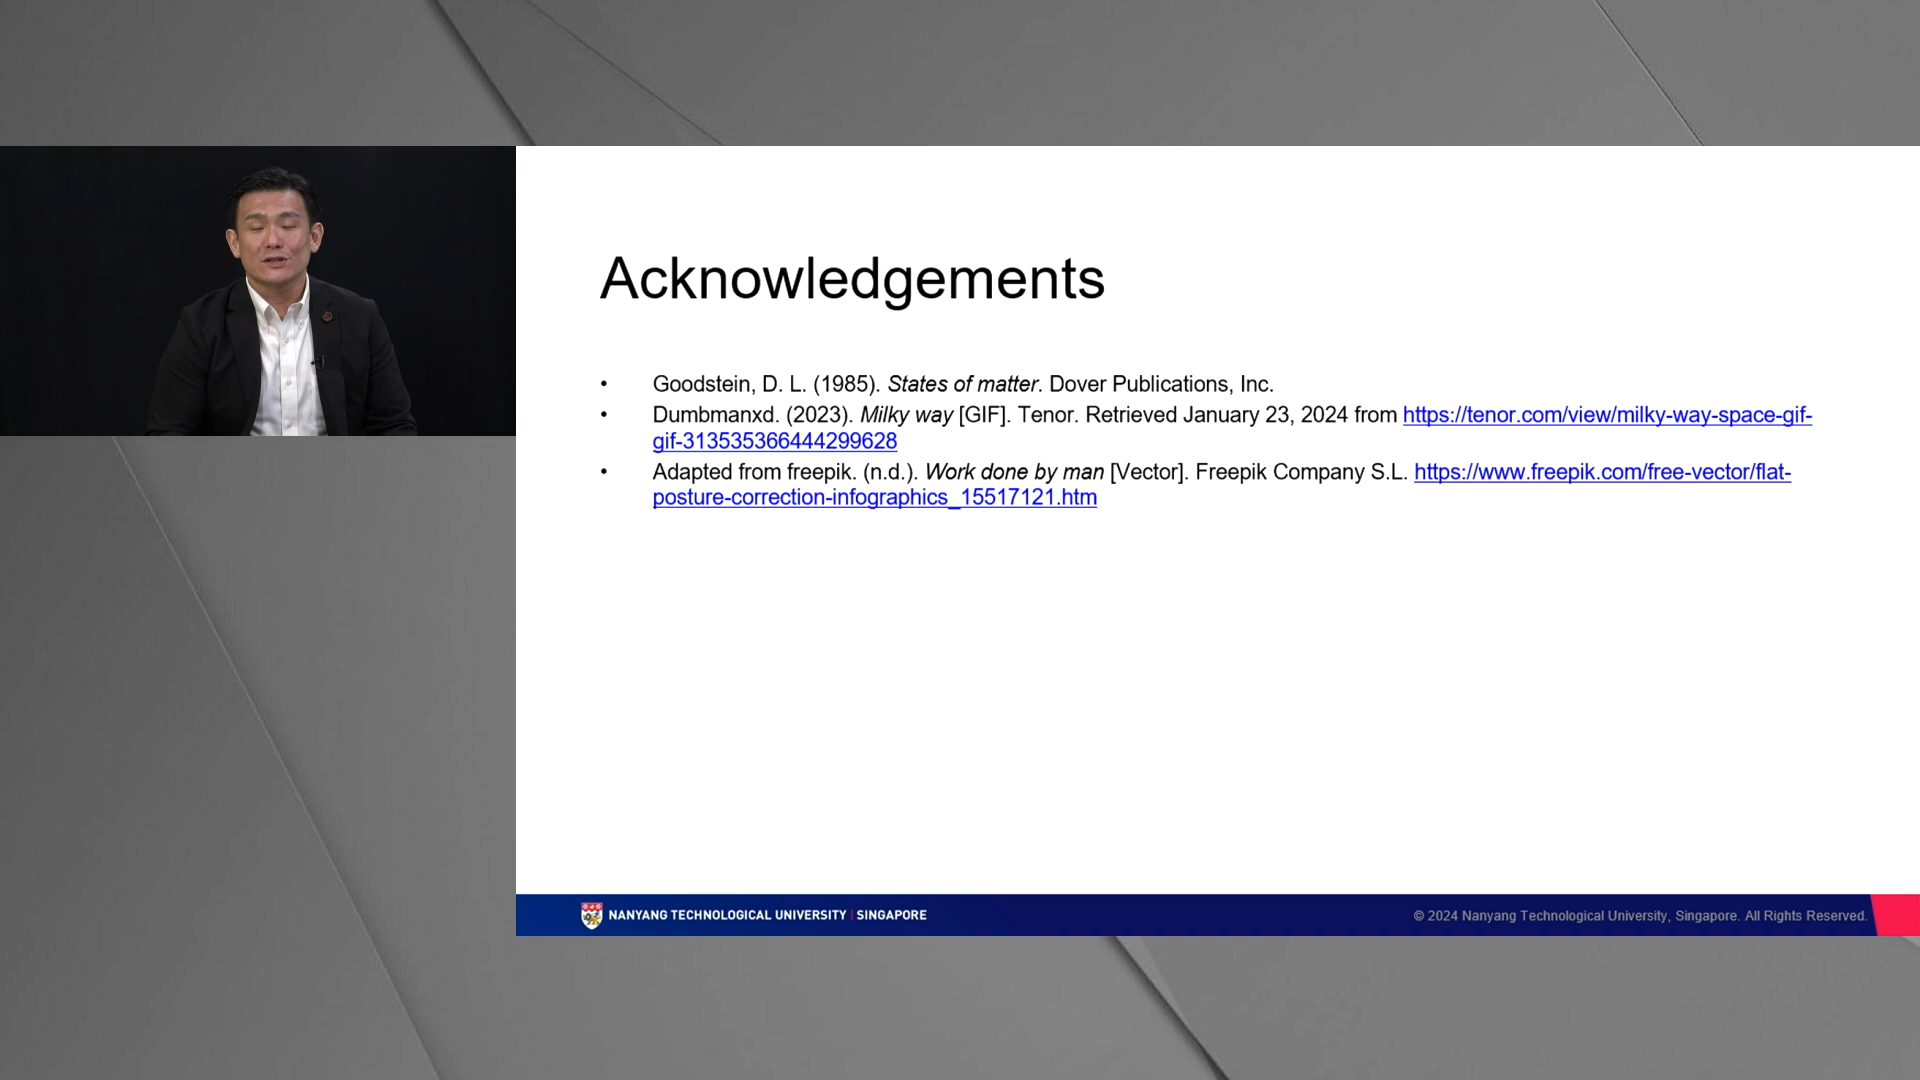 Acknowledgements
• Goodstein, D. L. (1985). States of matter. Dover Publications, Inc.
• Dumbmanxd. (2023). Milky way [GIF]. Tenor. Retrieved January 23, 2024 from https://tenor.com/view/milky-way-space-gif-
gif-313535366444299628
• Adapted from freepik. (n.d.). Work done by man [Vector]. Freepik Company S.L. https://www.freepik.com/free-vector/flat-
posture-correction-infographics_15517121.htm
NANYANG TECHNOLOGICAL UNIVERSITY | SINGAPORE
© 2024 Nanyang Technological University, Singapore. All Rights Reserved.